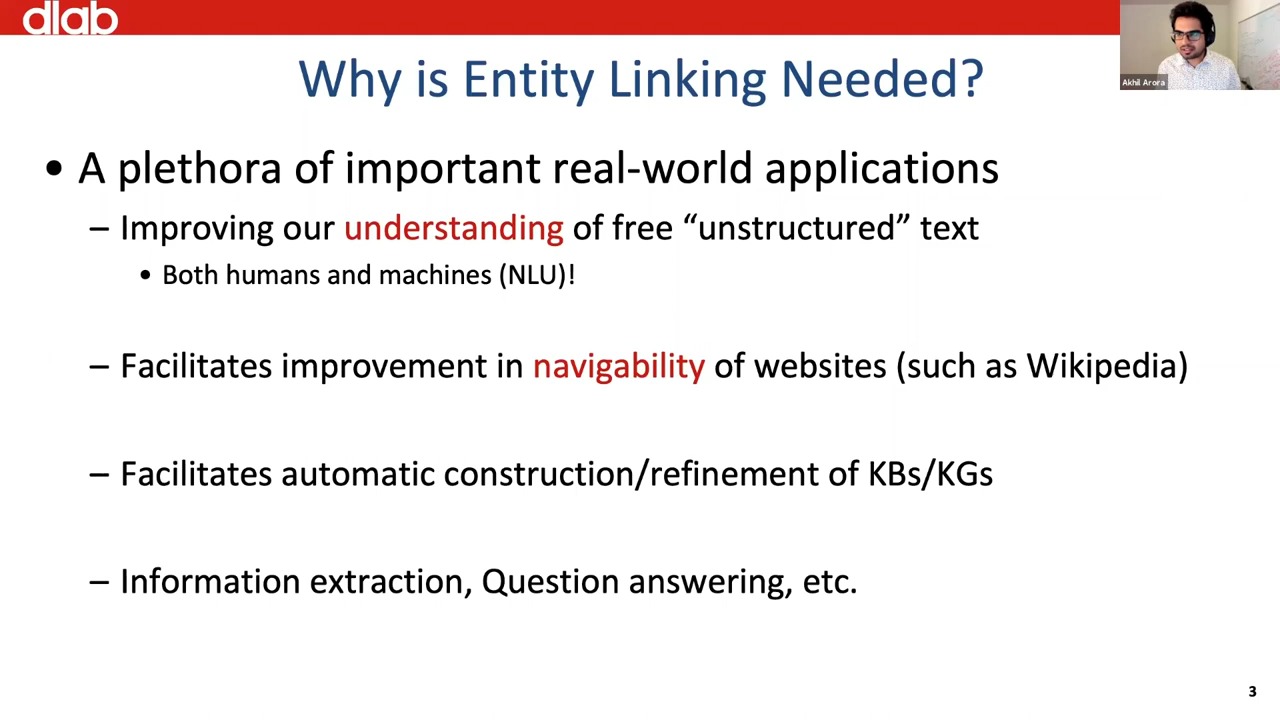 dlab
Akhil Arora
Why is Entity Linking Needed?
• A plethora of important real-world applications
– Improving our understanding of free “unstructured” text
• Both humans and machines (NLU)!
– Facilitates improvement in navigability of websites (such as Wikipedia)
– Facilitates automatic construction/refinement of KBs/KGs
– Information extraction, Question answering, etc.
3